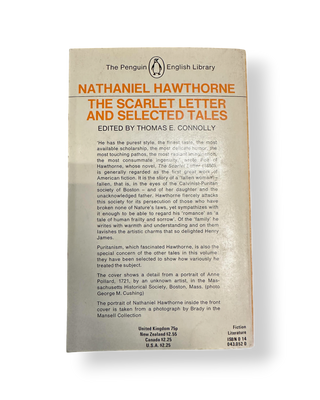 The Penguin English Library
NATHANIEL HAWTHORNE
THE SCARLET LETTER
AND SELECTED TALES
EDITED BY THOMAS E. CONNOLLY
'He has the purest style, the finest taste, the most
available scholarship, the most delicate humor, the
most touching pathos, the most radiant imagination,
the most consummate ingenuity,' wrote Poe of
Hawthorne, whose novel, The Scarlet Letter (1850),
is generally regarded as the first great work of
American fiction. It is the story of a 'fallen woman' –
fallen, that is, in the eyes of the Calvinist-Puritan
society of Boston – and of her daughter and the
unacknowledged father. Hawthorne fiercely attacks
this society for its persecution of those who have
broken none of Nature's laws, yet sympathizes with
it enough to be able to regard his 'romance' as 'a
tale of human frailty and sorrow'. Of the 'family' he
writes with warmth and understanding and on them
lavishes the artistic charms that so delighted Henry
James.
Puritanism, which fascinated Hawthorne, is also the
special concern of the other tales in this volume:
they have been selected to show how variously he
treated the subject.
The cover shows a detail from a portrait of Anne
Pollard, 1721, by an unknown artist, in the Mas-
sachusetts Historical Society, Boston, Mass. (photo
George M. Cushing)
The portrait of Nathaniel Hawthorne inside the front
cover is taken from a photograph by Brady in the
Mansell Collection
United Kingdom 75p
New Zealand $2.55
Canada $2.25
U.S.A. $2.25
Fiction
Literature
ISBN 0 14
043.052 0